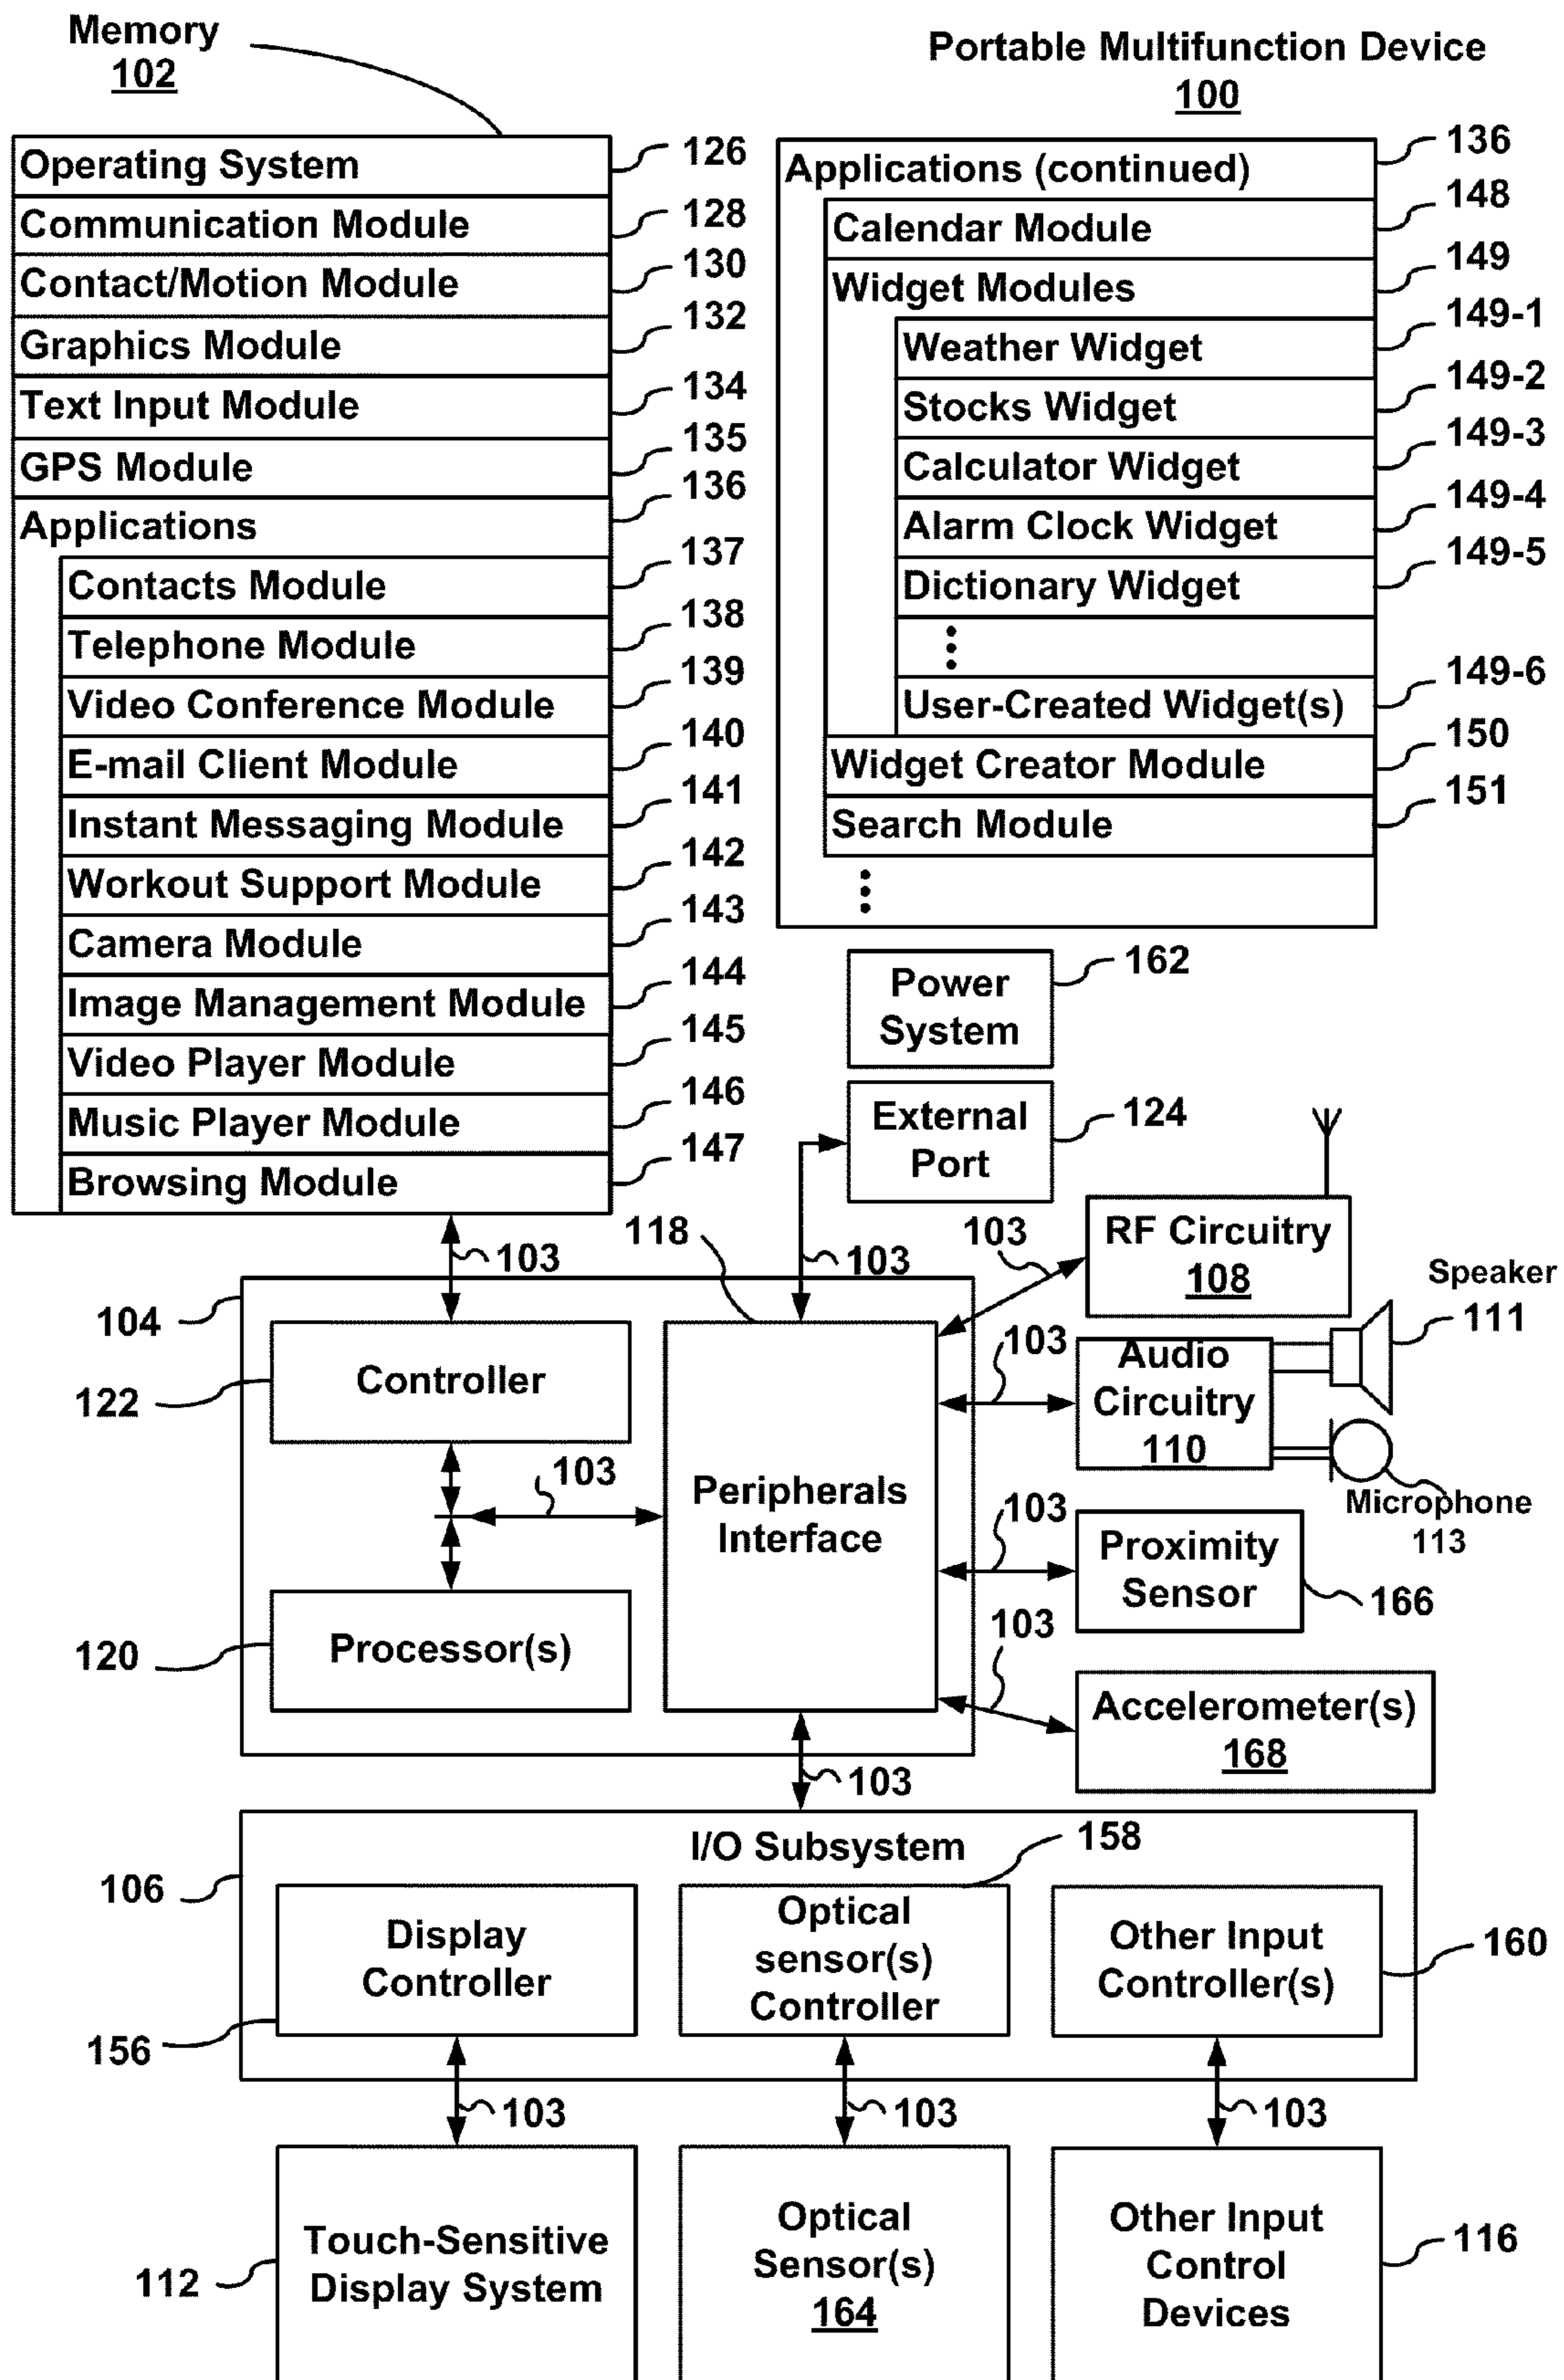 Memory
102
Portable Multifunction Device
100
Operating System
126
Communication Module
128
Contact/Motion Module
130
Graphics Module
132
Text Input Module
134
GPS Module
135
Applications
136
Contacts Module
137
Telephone Module
138
Video Conference Module
139
E-mail Client Module
140
Instant Messaging Module
141
Workout Support Module
142
Camera Module
143
Image Management Module
144
Video Player Module
145
Music Player Module
146
Browsing Module
147
Applications (continued)
136
Calendar Module
148
Widget Modules
149
Weather Widget
149-1
Stocks Widget
149-2
Calculator Widget
149-3
Alarm Clock Widget
149-4
Dictionary Widget
149-5
User-Created Widget(s)
149-6
Widget Creator Module
150
Search Module
151
Power
System
162
External
Port
124
103
118
103
103
RF Circuitry
108
Speaker
111
104
Controller
122
103
Audio
Circuitry
110
Microphone
113
103
Peripherals
Interface
103
Proximity
Sensor
166
Processor(s)
120
103
Accelerometer(s)
168
103
I/O Subsystem
158
106
Display
Controller
156
Optical
sensor(s)
Controller
Other Input
Controller(s)
160
103
103
103
Touch-Sensitive
Display System
112
Optical
Sensor(s)
164
Other Input
Control
Devices
116